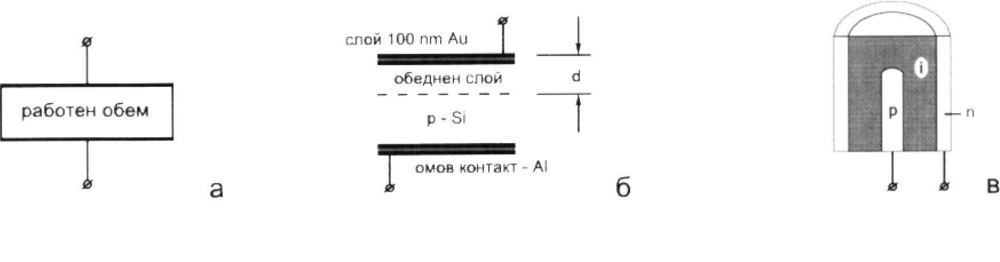 работен обем
а
слой 100 nm Au
обеднен слой
d
p - Si
омов контакт - Al
б
i
p
n
в